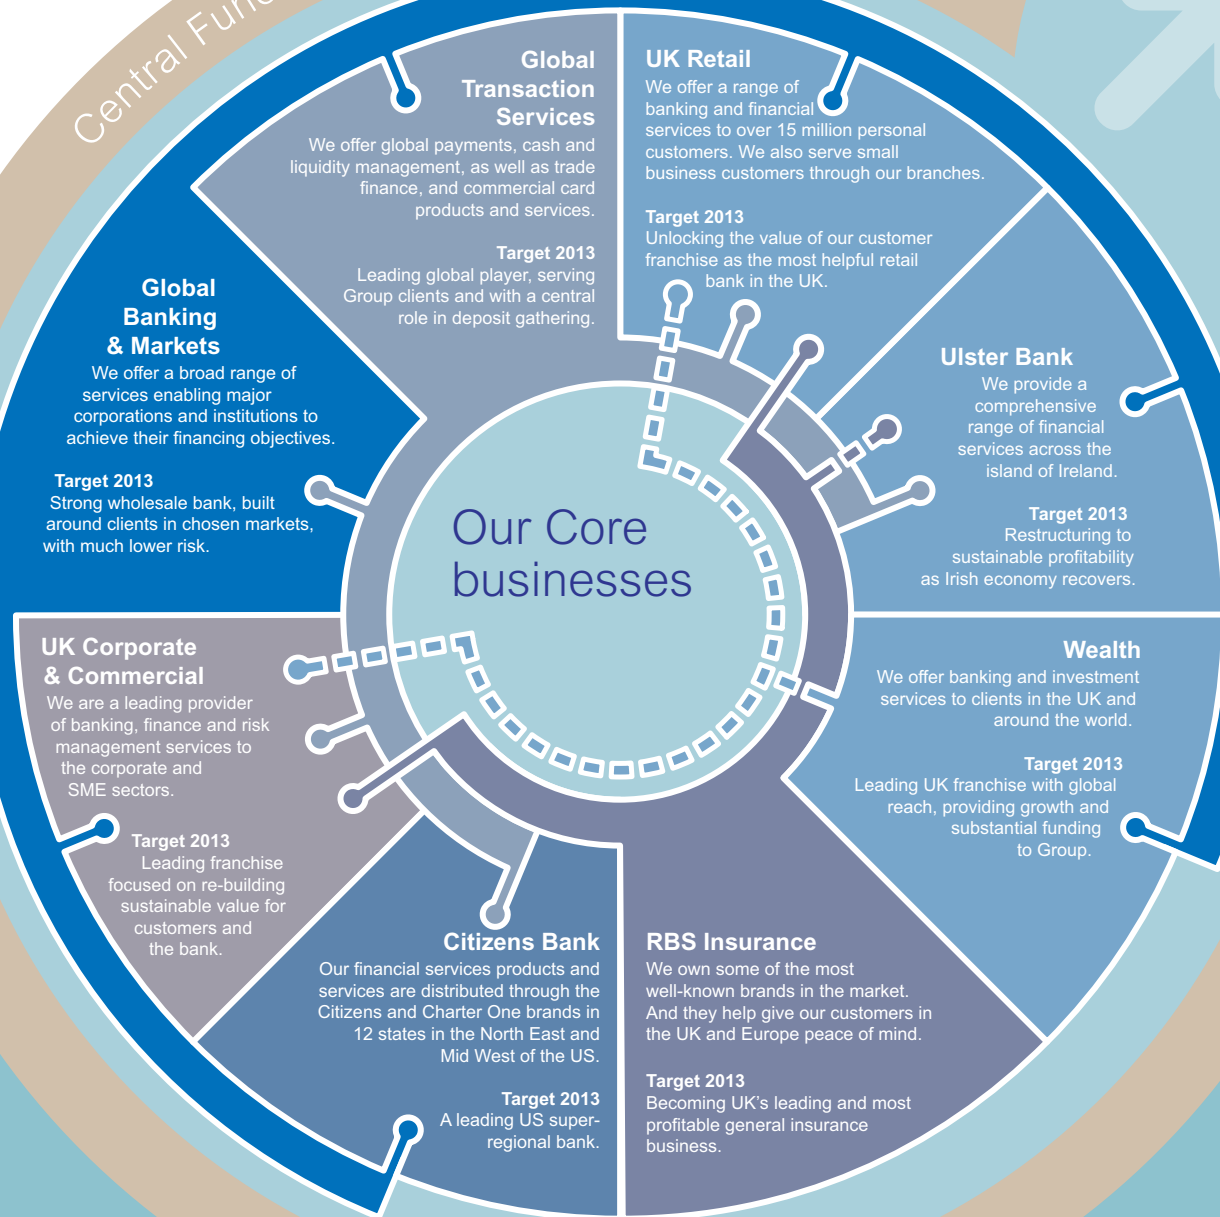 Central
Global
Transaction
Services
We offer global payments, cash and
liquidity management, as well as trade
finance, and commercial card
products and services.
Target 2013
Leading global player, serving
Group clients and with a central
role in deposit gathering.
UK Retail
We offer a range of
banking and financial
services to over 15 million personal
customers. We also serve small
business customers through our branches.
Target 2013
Unlocking the value of our customer
franchise as the most helpful retail
bank in the UK.
Global
Banking
& Markets
We offer a broad range of
services enabling major
corporations and institutions to
achieve their financing objectives.
Target 2013
Strong wholesale bank, built
around clients in chosen markets,
with much lower risk.
Ulster Bank
We provide a
comprehensive
range of financial
services across the
island of Ireland.
Target 2013
Restructuring to
sustainable profitability
as Irish economy recovers.
Our Core
businesses
UK Corporate
& Commercial
We are a leading provider
of banking, finance and risk
management services to
the corporate and
SME sectors.
Target 2013
Leading franchise
focused on re-building
sustainable value for
customers and
the bank.
Wealth
We offer banking and investment
services to clients in the UK and
around the world.
Target 2013
Leading UK franchise with global
reach, providing growth and
substantial funding
to Group.
Citizens Bank
Our financial services products and
services are distributed through the
Citizens and Charter One brands in
12 states in the North East and
Mid West of the US.
Target 2013
A leading US super-
regional bank.
RBS Insurance
We own some of the most
well-known brands in the market.
And they help give our customers in
the UK and Europe peace of mind.
Target 2013
Becoming UK's leading and most
profitable general insurance
business.